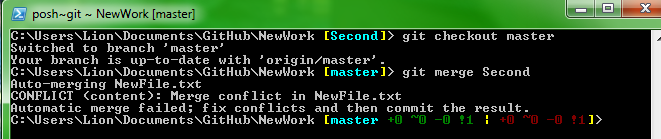 posh~git ~ NewWork [master]
C:\Users\Lion\Documents\GitHub\NewWork [Second]> git checkout master
Switched to branch 'master'
Your branch is up-to-date with 'origin/master'.
C:\Users\Lion\Documents\GitHub\NewWork [master]> git merge Second
Auto-merging NewFile.txt
CONFLICT (content): Merge conflict in NewFile.txt
Automatic merge failed; fix conflicts and then commit the result.
C:\Users\Lion\Documents\GitHub\NewWork [master +0 ~0 -0 !1 | +0 ~0 -0 !1]>